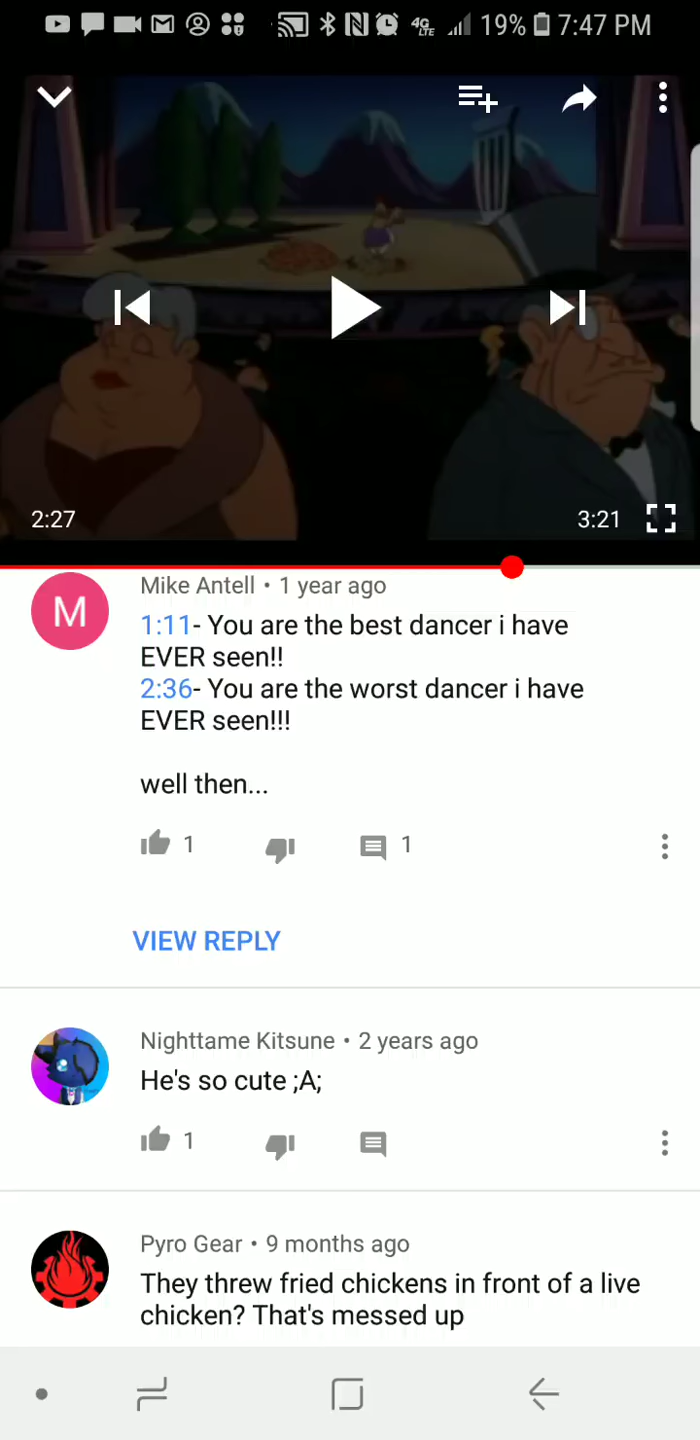 4G LTE 19% 7:47 PM
2:27 3:21
M
Mike Antell • 1 year ago
1:11- You are the best dancer i have
EVER seen!!
2:36- You are the worst dancer i have
EVER seen!!!
well then...
1 1
VIEW REPLY
Nighttame Kitsune • 2 years ago
He's so cute ;A;
1
Pyro Gear • 9 months ago
They threw fried chickens in front of a live
chicken? That's messed up